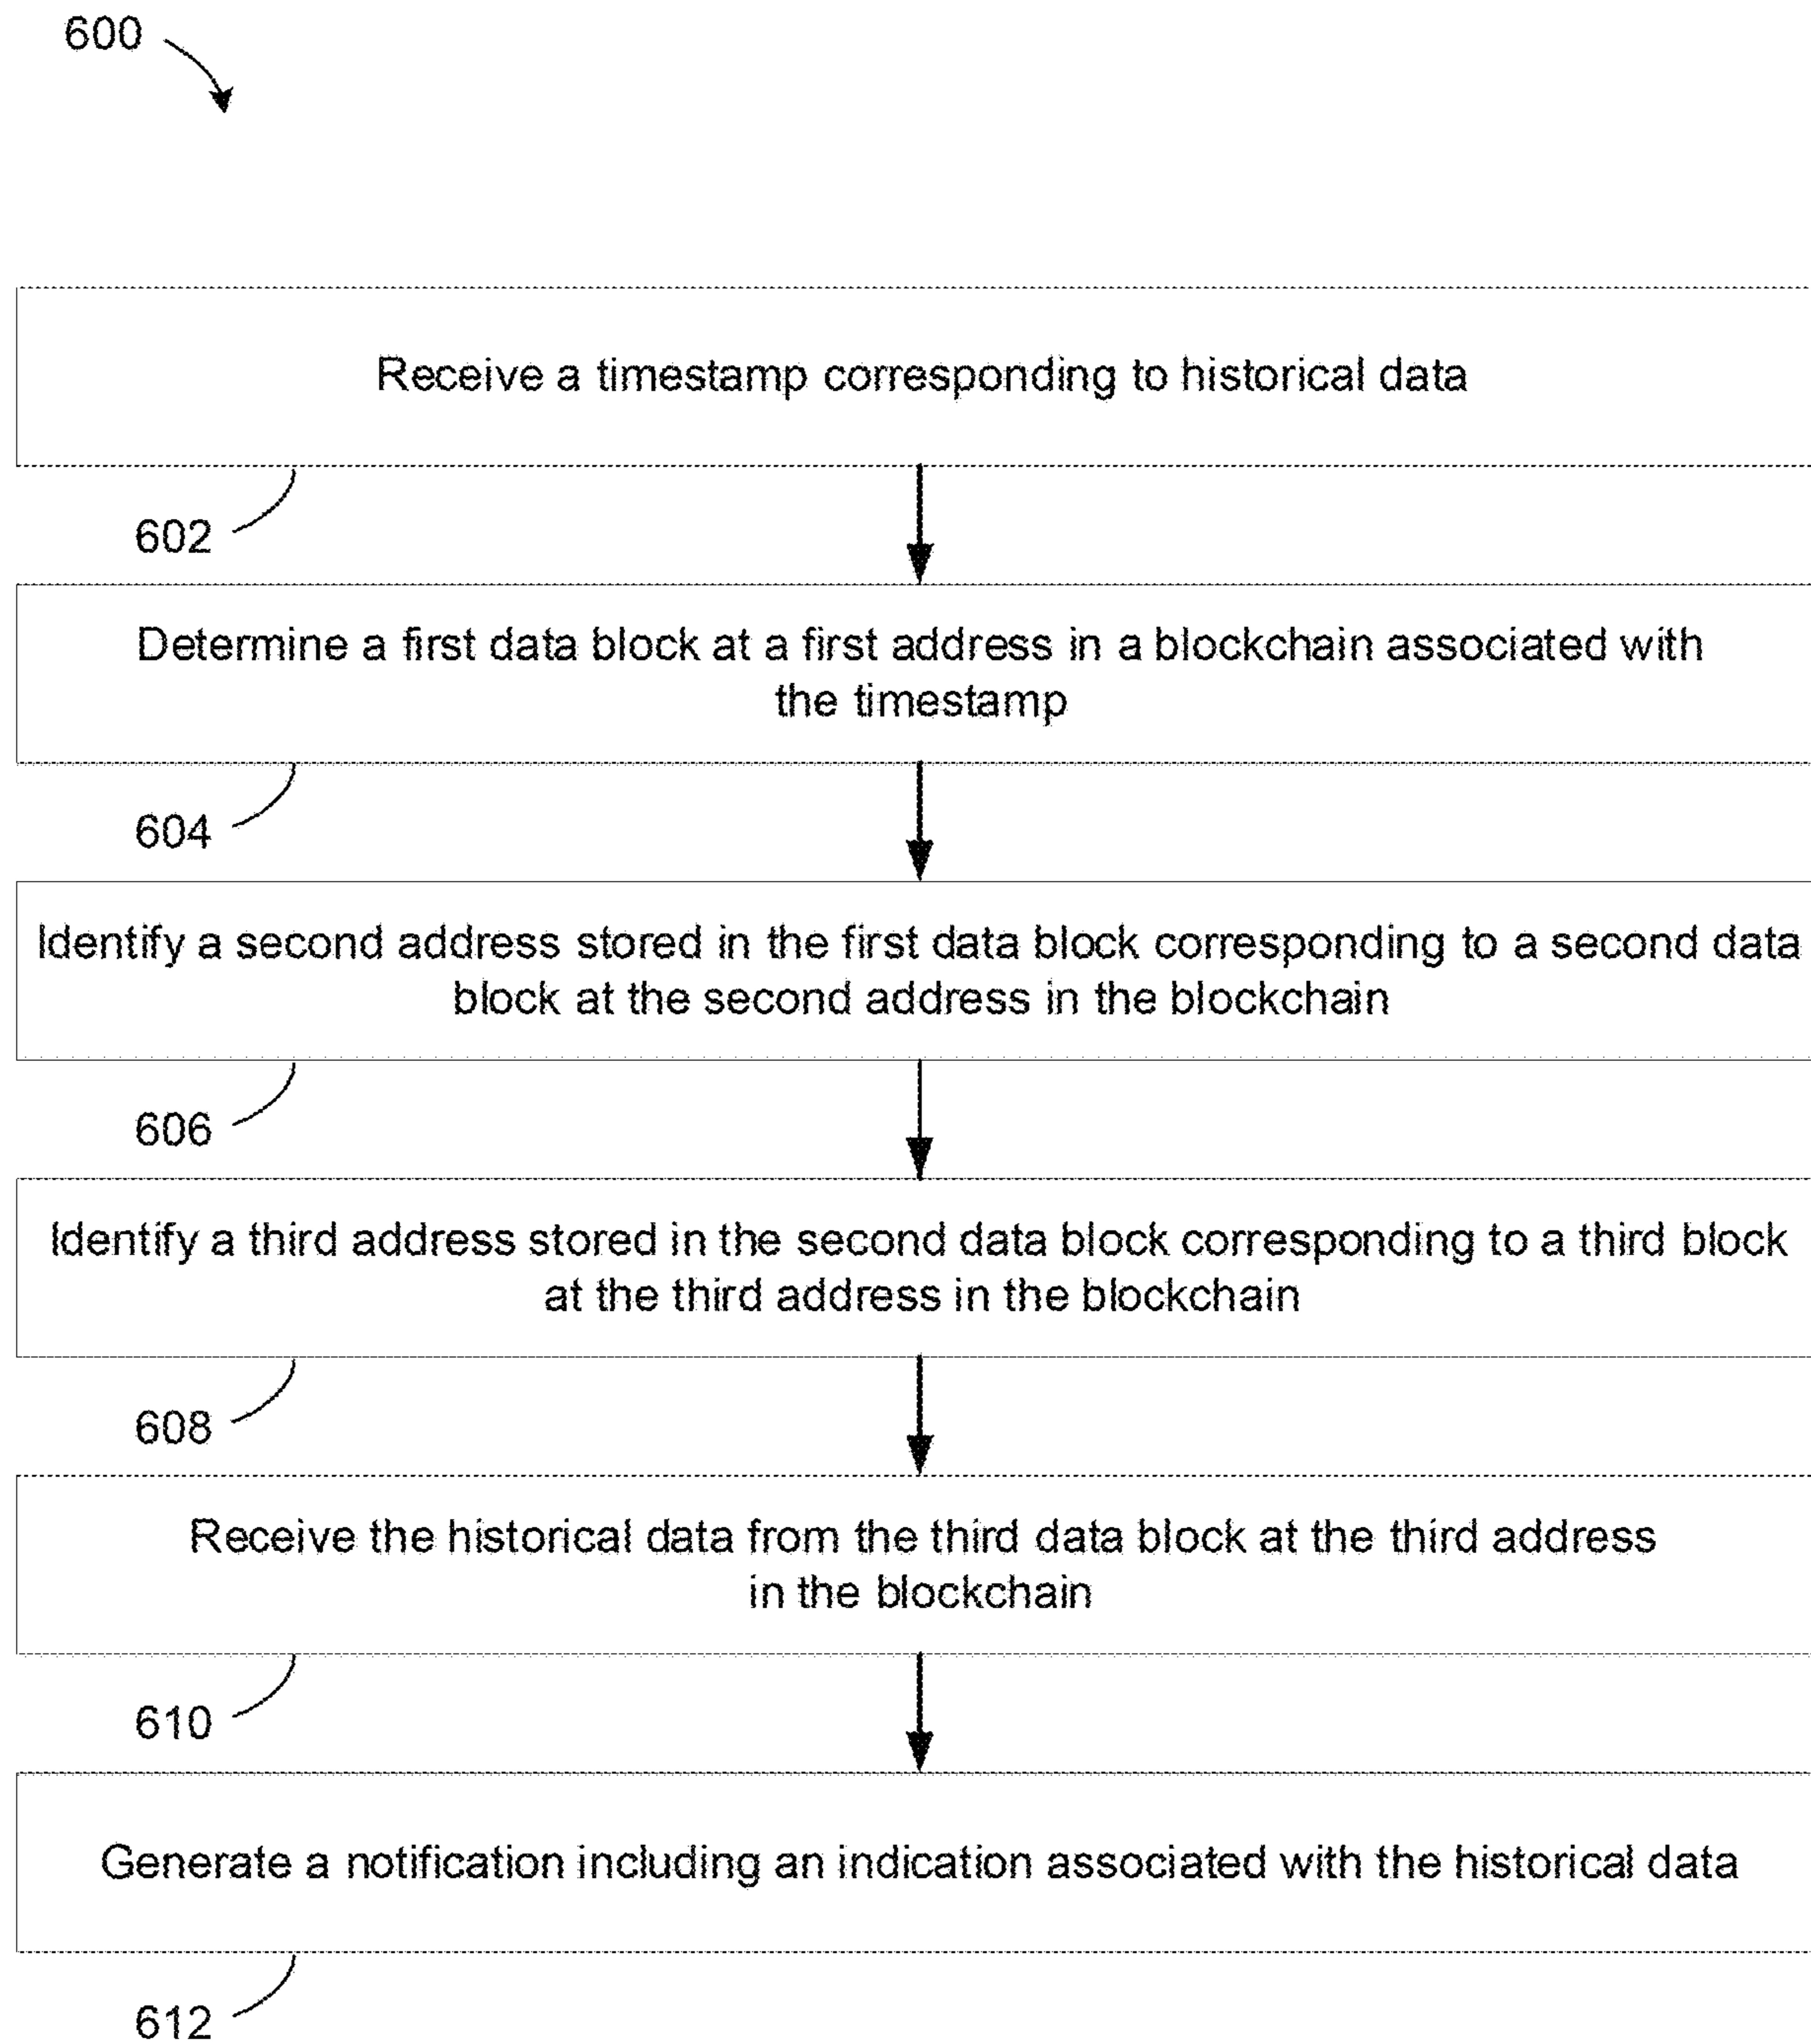 600
Receive a timestamp corresponding to historical data
602
Determine a first data block at a first address in a blockchain associated with
the timestamp
604
Identify a second address stored in the first data block corresponding to a second data
block at the second address in the blockchain
606
Identify a third address stored in the second data block corresponding to a third block
at the third address in the blockchain
608
Receive the historical data from the third data block at the third address
in the blockchain
610
Generate a notification including an indication associated with the historical data
612